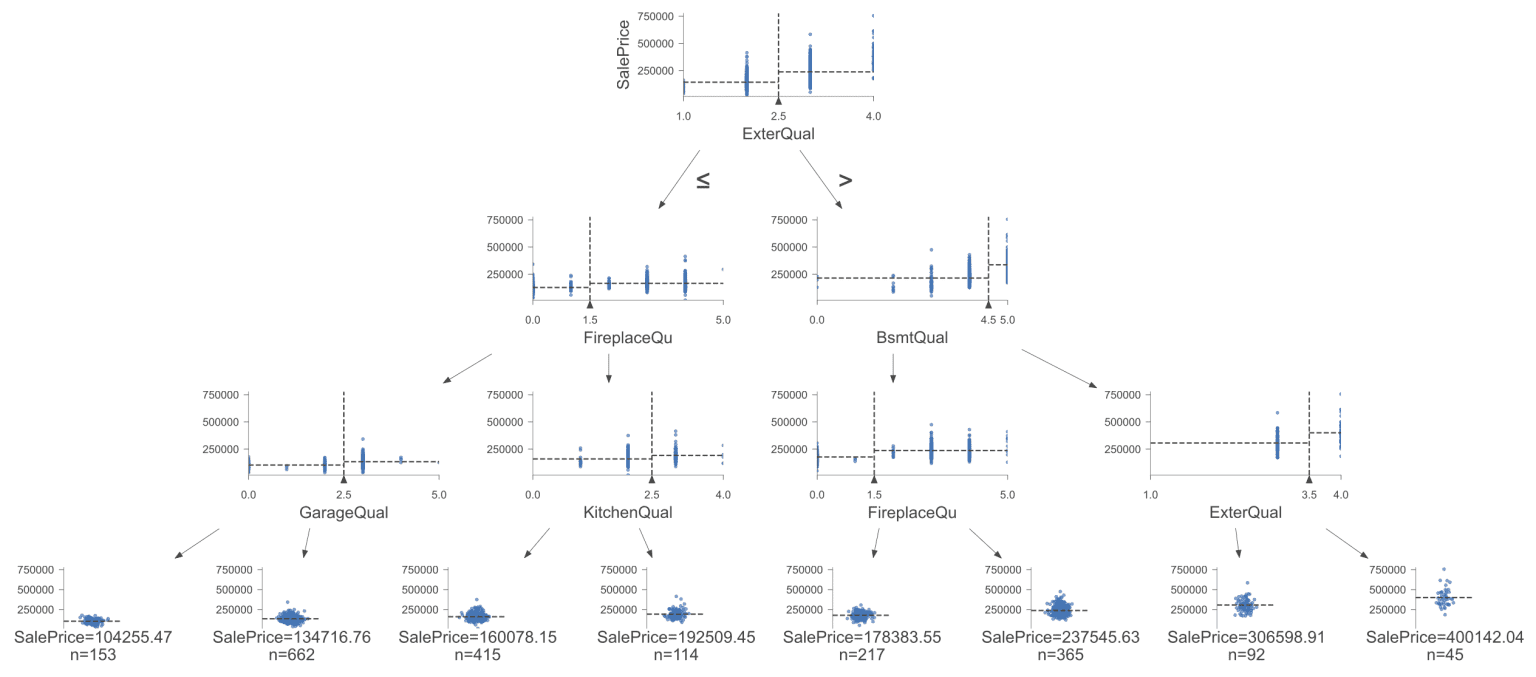 SalePrice
750000
500000
250000
1.0 2.5 4.0
ExterQual
≤ >
750000
500000
250000
0.0 1.5 5.0
FireplaceQu
750000
500000
250000
0.0 4.5 5.0
BsmtQual
750000
500000
250000
0.0 2.5 5.0
GarageQual
750000
500000
250000
0.0 2.5 4.0
KitchenQual
750000
500000
250000
0.0 1.5 5.0
FireplaceQu
750000
500000
250000
1.0 3.5 4.0
ExterQual
750000
500000
250000
SalePrice=104255.47
n=153
750000
500000
250000
SalePrice=134716.76
n=662
750000
500000
250000
SalePrice=160078.15
n=415
750000
500000
250000
SalePrice=192509.45
n=114
750000
500000
250000
SalePrice=178383.55
n=217
750000
500000
250000
SalePrice=237545.63
n=365
750000
500000
250000
SalePrice=306598.91
n=92
750000
500000
250000
SalePrice=400142.04
n=45